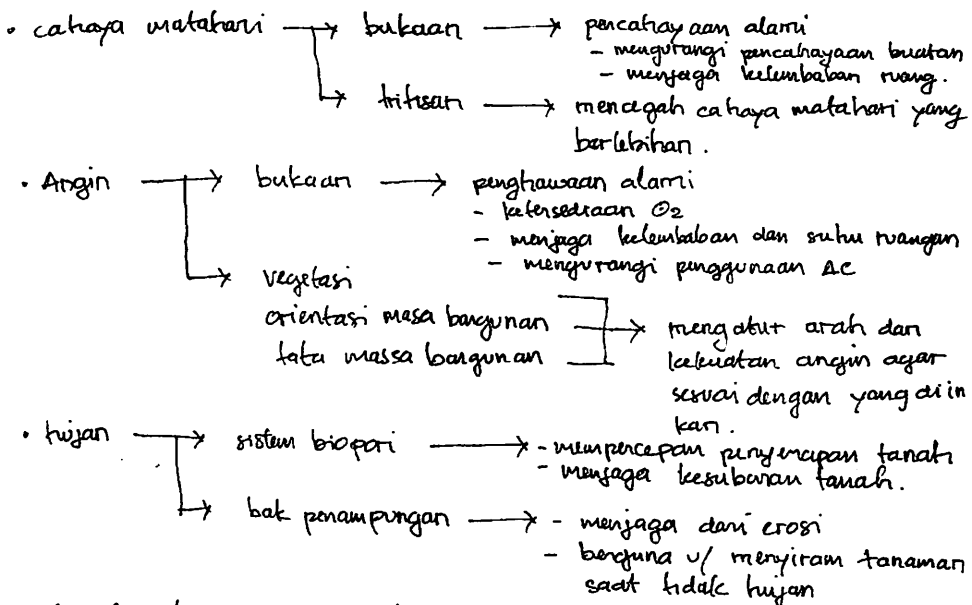 • cahaya matahari → bukaan → pencahayaan alami
- mengurangi pencahayaan buatan
- menjaga kelembaban ruang.
→ tritisan → mencegah cahaya matahari yang
berlebihan.
• Angin → bukaan → penghawaan alami
- ketersediaan O2
- menjaga kelembaban dan suhu ruangan
- mengurangi penggunaan AC
→ vegetasi
orientasi masa bangunan → mengatur arah dan
tata massa bangunan kekuatan angin agar
sesuai dengan yang diin
kan.
• hujan → sistem biopori → - mempercepan penyerapan tanah
- menjaga kesuburan tanah.
→ bak penampungan → - menjaga dari erosi
- berguna u/ menyiram tanaman
saat tidak hujan